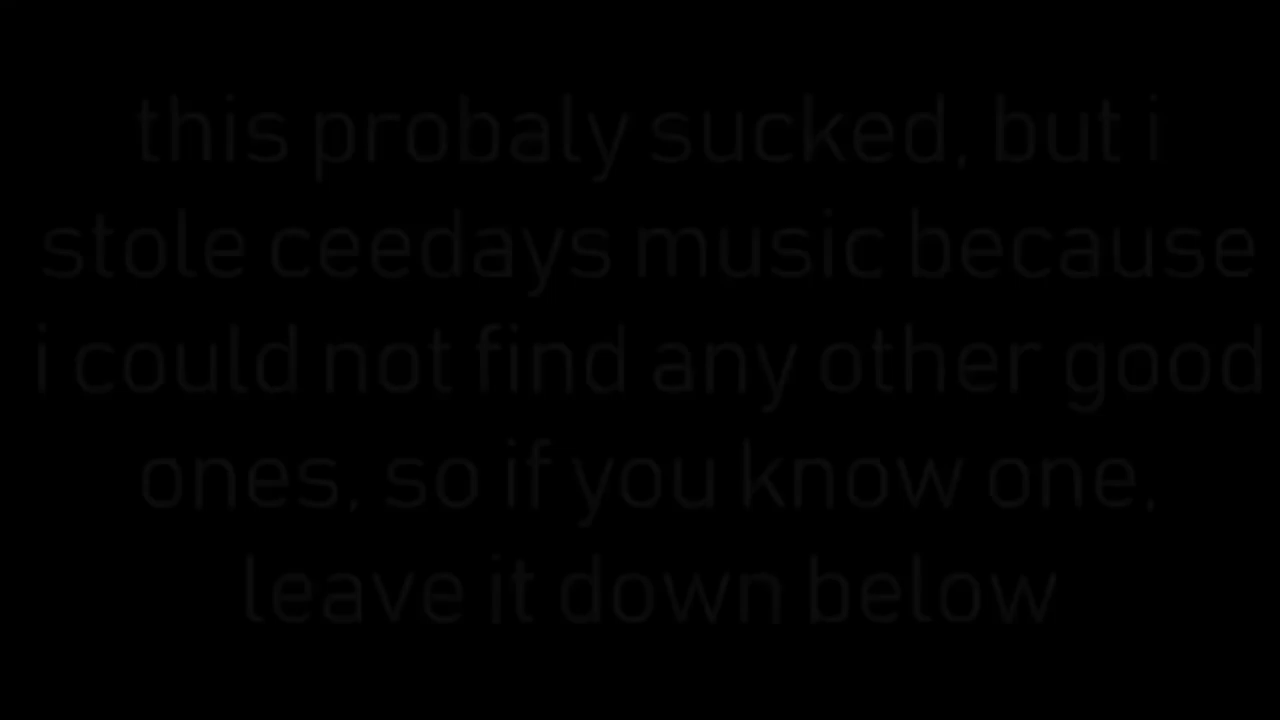 this probaly sucked, but i
stole ceedays music because
i could not find any other good
ones, so if you know one,
leave it down below